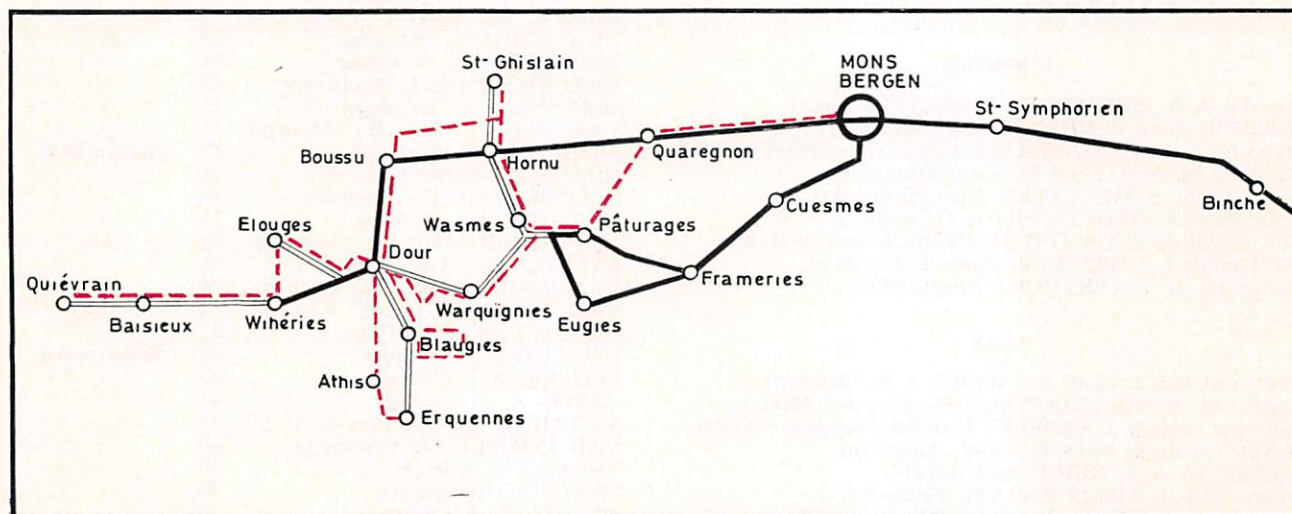 St-Ghislain
MONS
BERGEN
St-Symphorien
Boussu
Hornu
Quaregnon
Binche
Cuesmes
Elouges
Wasmes
Pâturages
Dour
Quiévrain
Frameries
Baisieux
Wihéries
Warquignies
Eugies
Blaugies
Athis
Erquennes